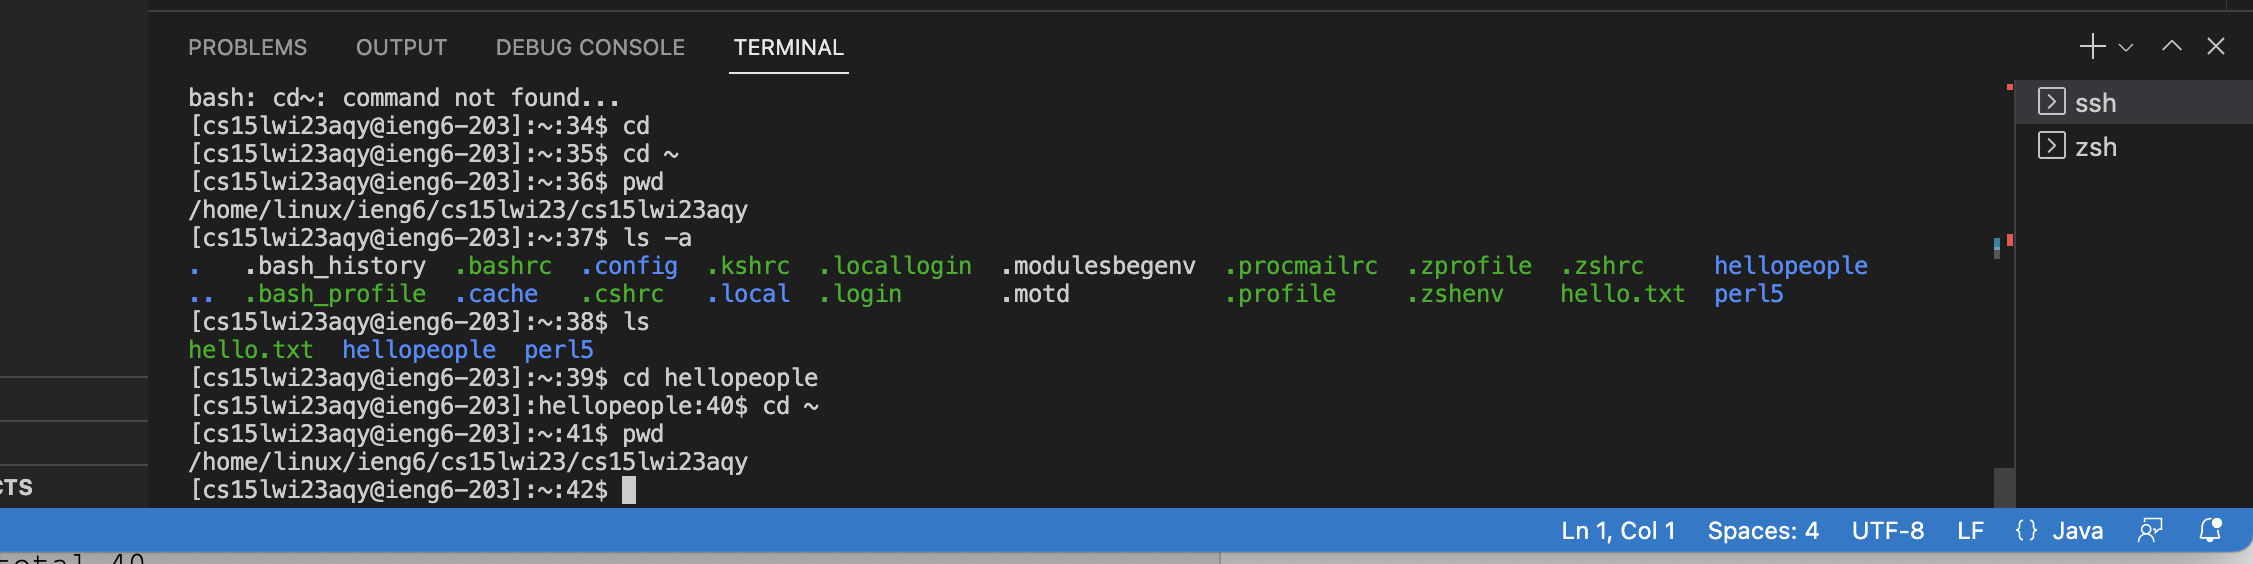 PROBLEMS OUTPUT DEBUG CONSOLE TERMINAL
bash: cd~: command not found...
[cs15lwi23aqy@ieng6-203]:~:34$ cd
[cs15lwi23aqy@ieng6-203]:~:35$ cd ~
[cs15lwi23aqy@ieng6-203]:~:36$ pwd
/home/linux/ieng6/cs15lwi23/cs15lwi23aqy
[cs15lwi23aqy@ieng6-203]:~:37$ ls -a
. .bash_history .bashrc .config .kshrc .locallogin .modulesbegenv .procmailrc .zprofile .zshrc hellopeople
.. .bash_profile .cache .cshrc .local .login .motd .profile .zshenv hello.txt perl5
[cs15lwi23aqy@ieng6-203]:~:38$ ls
hello.txt hellopeople perl5
[cs15lwi23aqy@ieng6-203]:~:39$ cd hellopeople
[cs15lwi23aqy@ieng6-203]:hellopeople:40$ cd ~
[cs15lwi23aqy@ieng6-203]:~:41$ pwd
/home/linux/ieng6/cs15lwi23/cs15lwi23aqy
[cs15lwi23aqy@ieng6-203]:~:42$
ssh
zsh
CTS
Ln 1, Col 1 Spaces: 4 UTF-8 LF {} Java
total 40